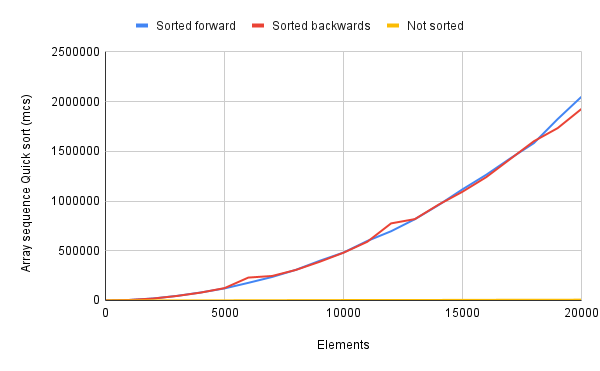 Sorted forward Sorted backwards Not sorted
2500000
2000000
1500000
1000000
500000
0
Array sequence Quick sort (mcs)
0 5000 10000 15000 20000
Elements